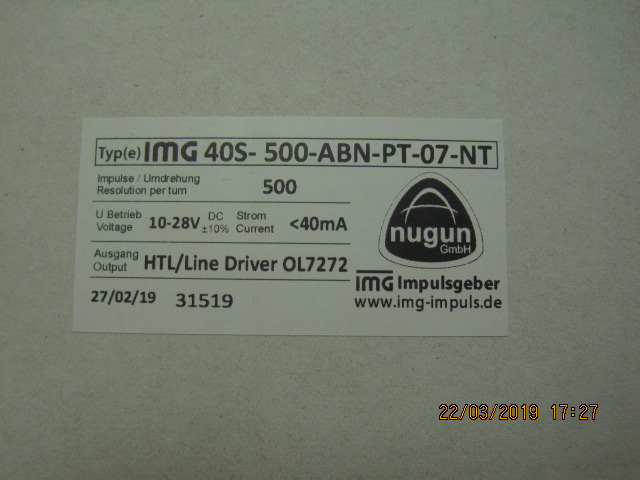 Typ(e) IMG 40S- 500-ABN-PT-07-NT
Impulse / Umdrehung
Resolution per turn
500
U Betrieb
Voltage
10-28V
DC
±10%
Strom
Current
<40mA
Ausgang
Output
HTL/Line Driver OL7272
27/02/19 31519
nugun
GmbH
IMG Impulsgeber
www.img-impuls.de
22/03/2019 17:27